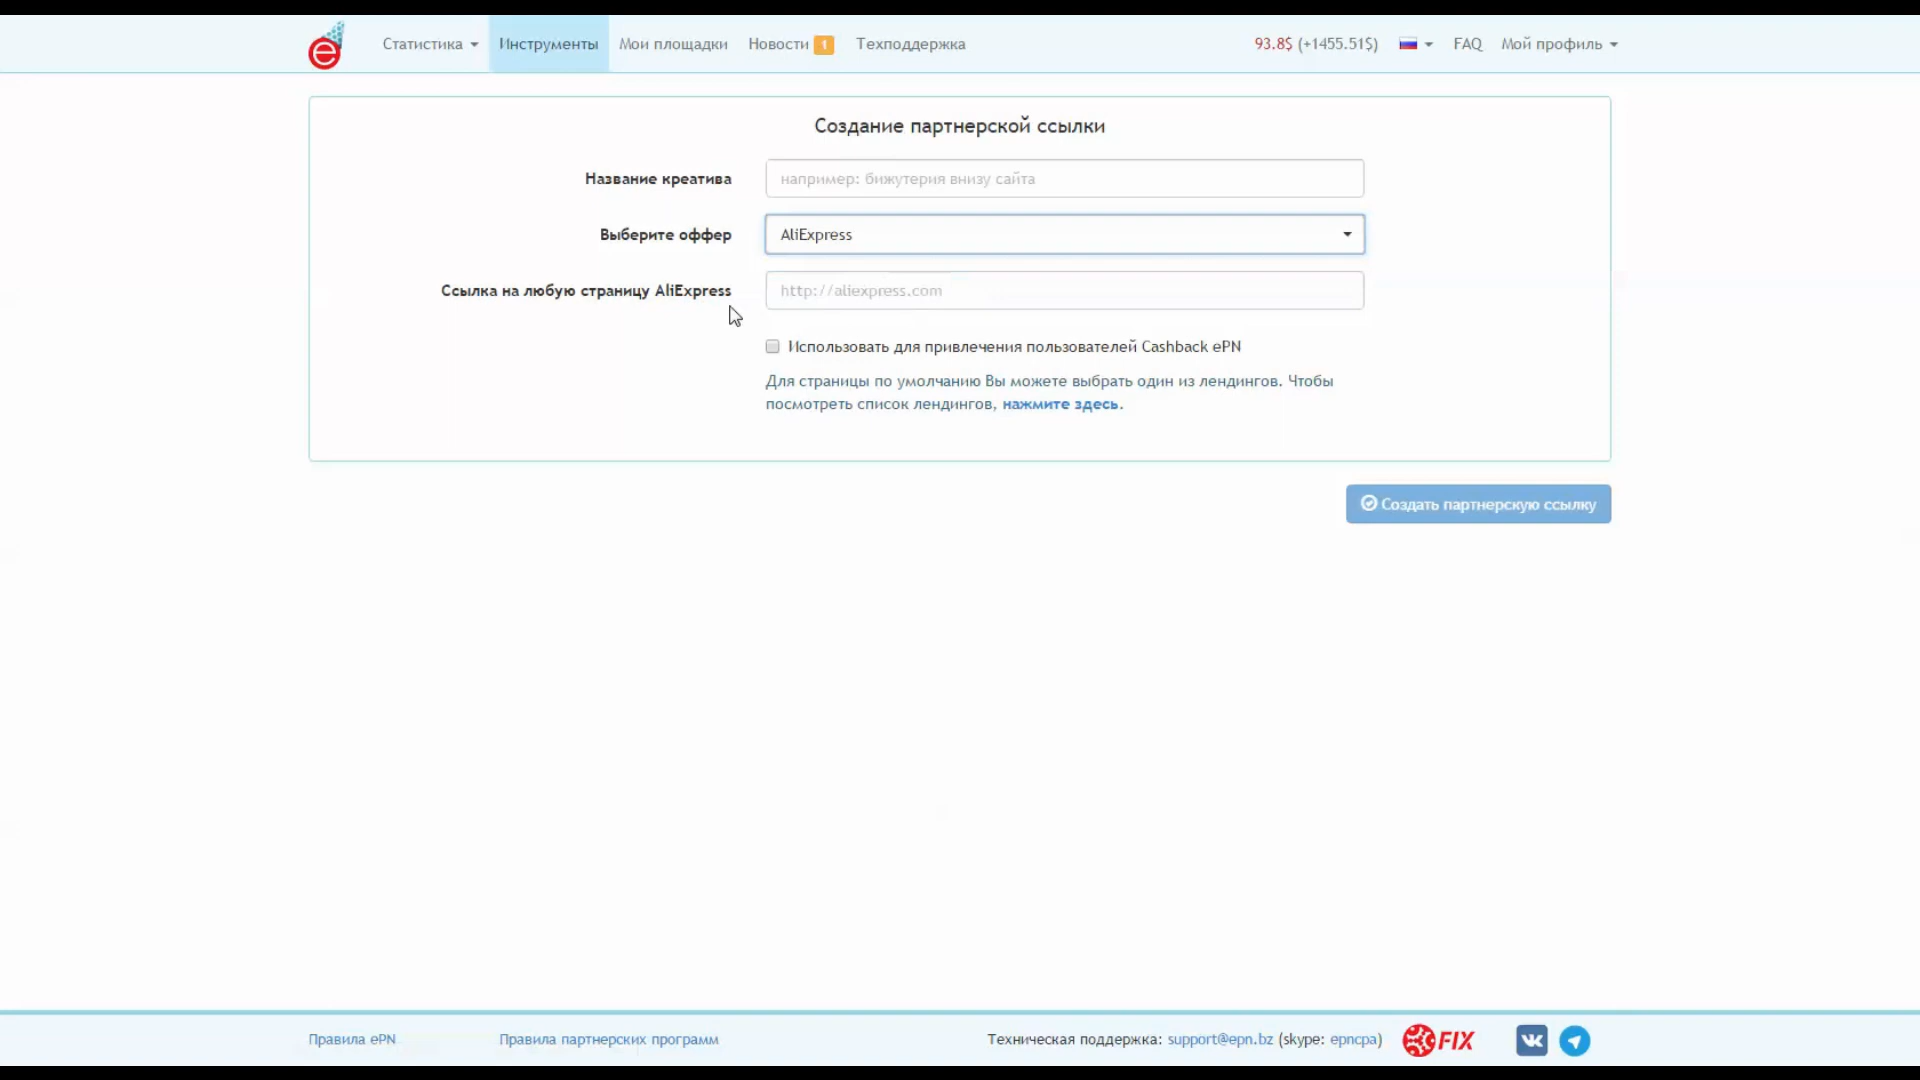 Статистика Инструменты Мои площадки Новости 1 Техподдержка 93.8$ (+1455.51$) FAQ Мой профиль
Создание партнерской ссылки
Название креатива например: бижутерия внизу сайта
Выберите оффер AliExpress
Ссылка на любую страницу AliExpress http://aliexpress.com
Использовать для привлечения пользователей Cashback ePN
Для страницы по умолчанию Вы можете выбрать один из лендингов. Чтобы
посмотреть список лендингов, нажмите здесь.
Создать партнерскую ссылку
Правила ePN Правила партнерских программ Техническая поддержка: support@epn.bz (skype: epncpa) FIX